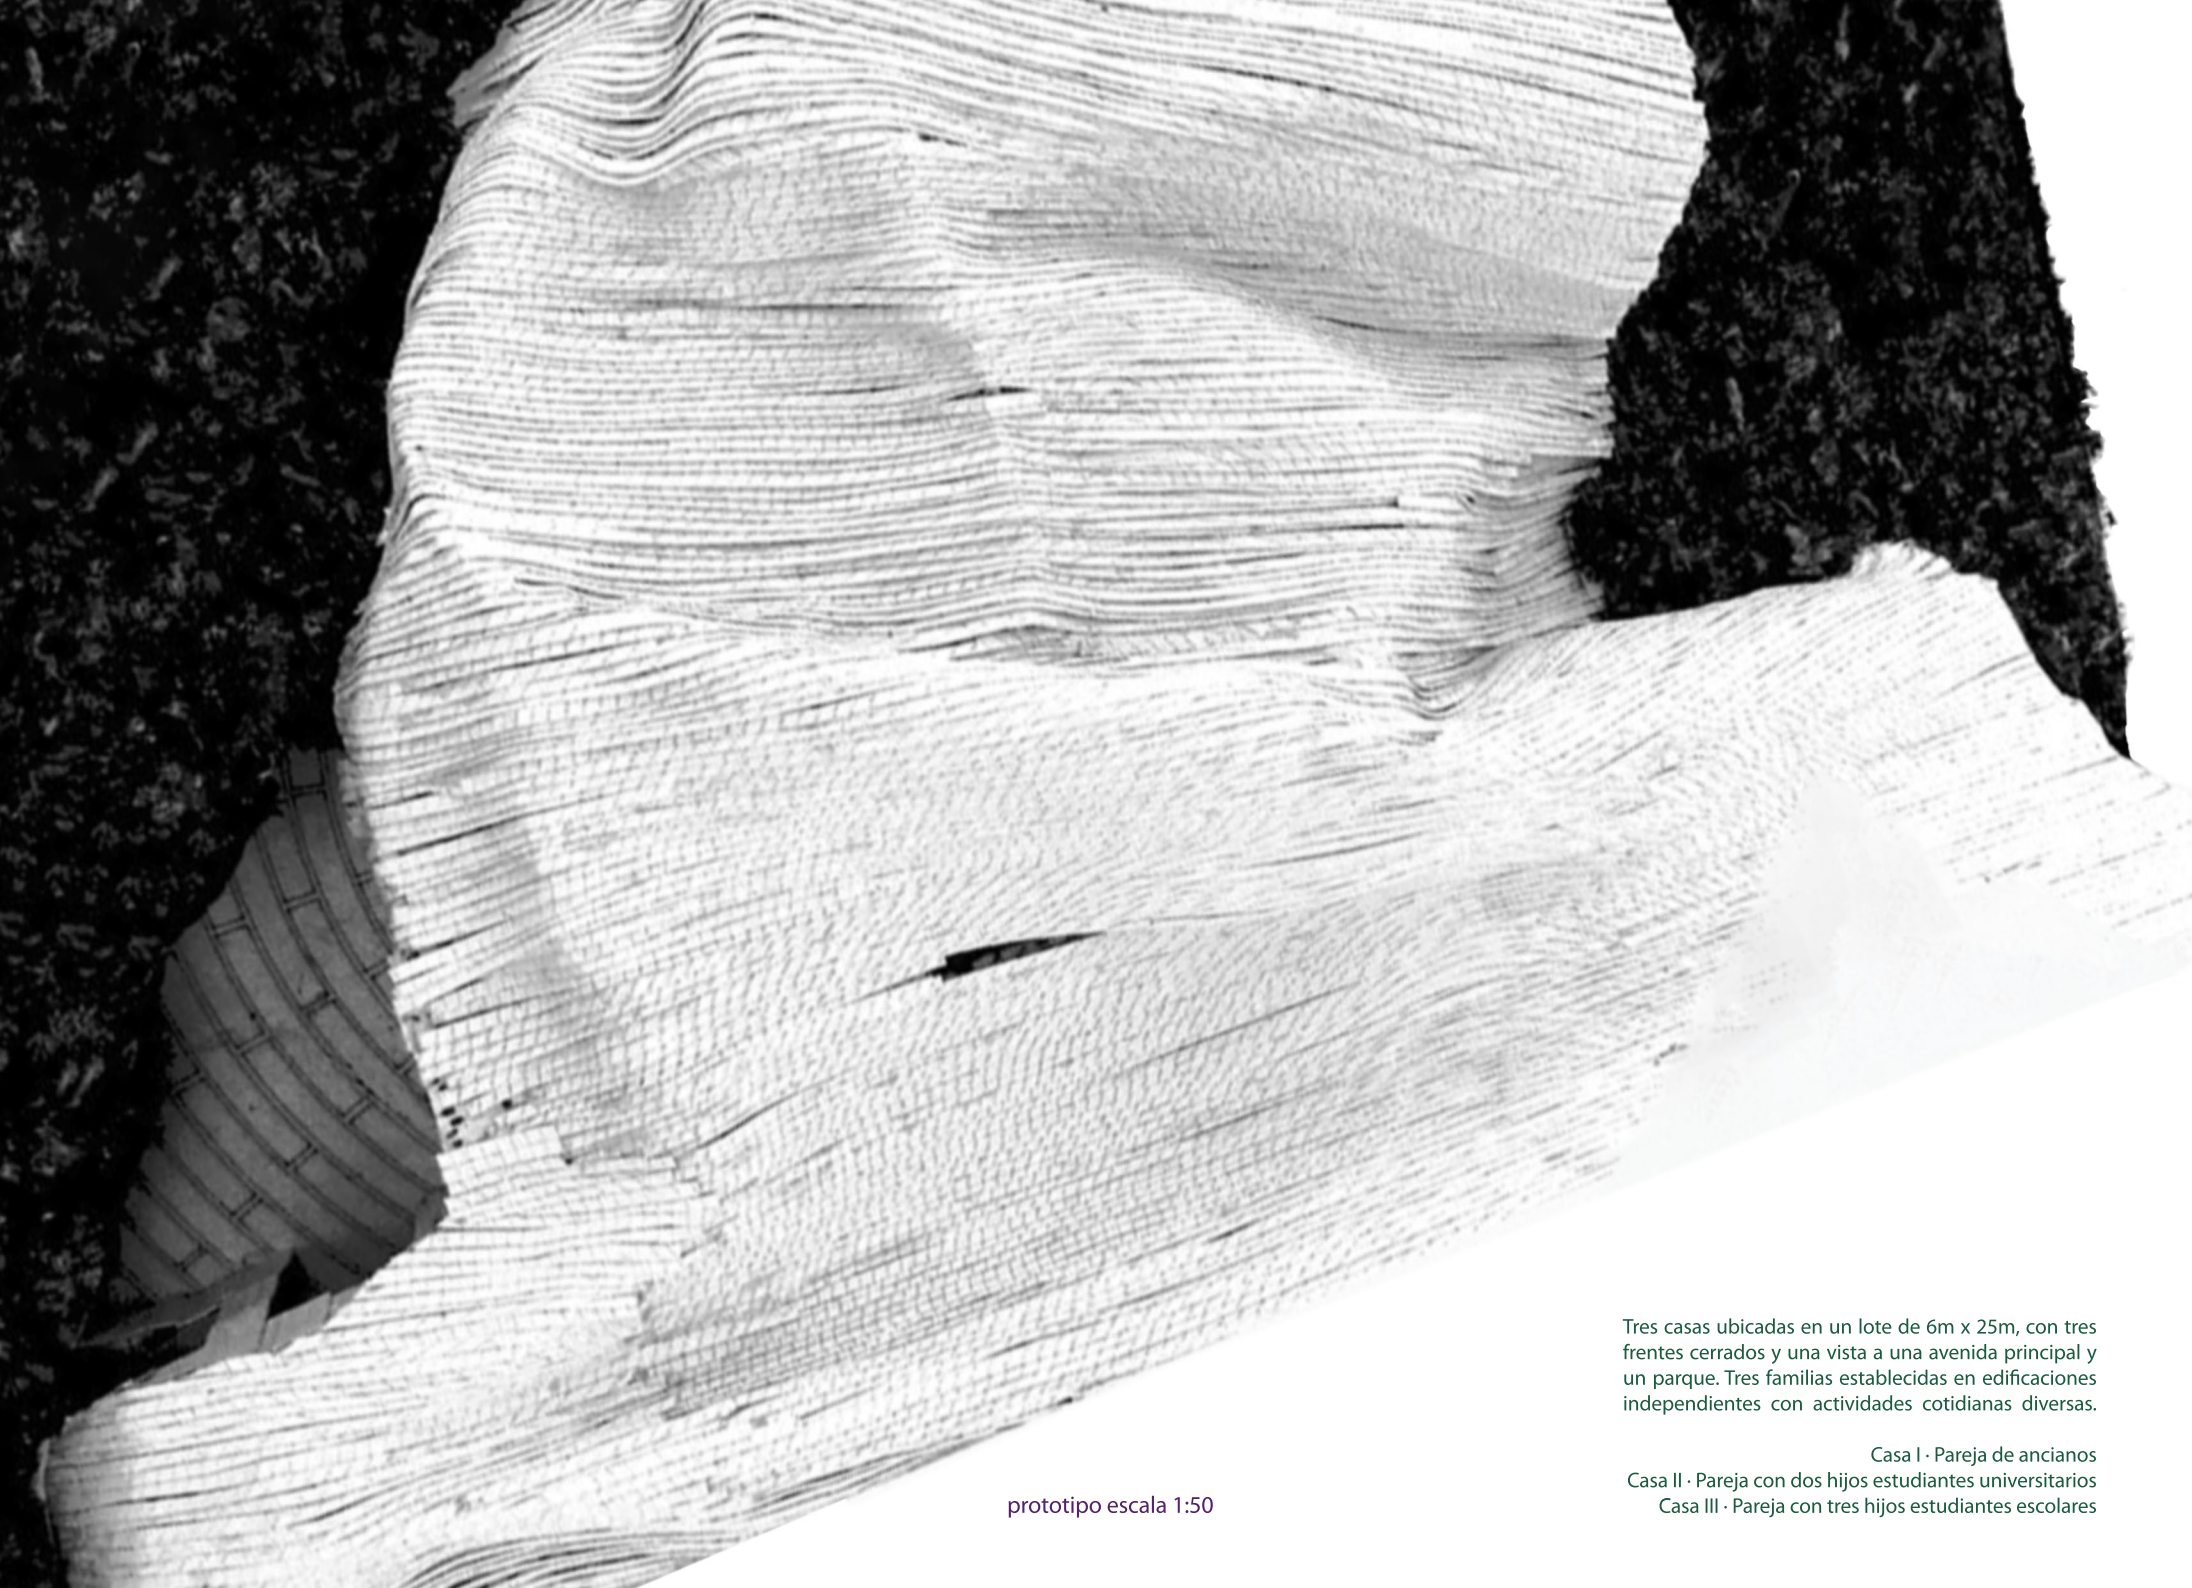 Tres casas ubicadas en un lote de 6m x 25m, con tres
frentes cerrados y una vista a una avenida principal y
un parque. Tres familias establecidas en edificaciones
independientes con actividades cotidianas diversas.
Casa I · Pareja de ancianos
Casa II · Pareja con dos hijos estudiantes universitarios
Casa III · Pareja con tres hijos estudiantes escolares
prototipo escala 1:50